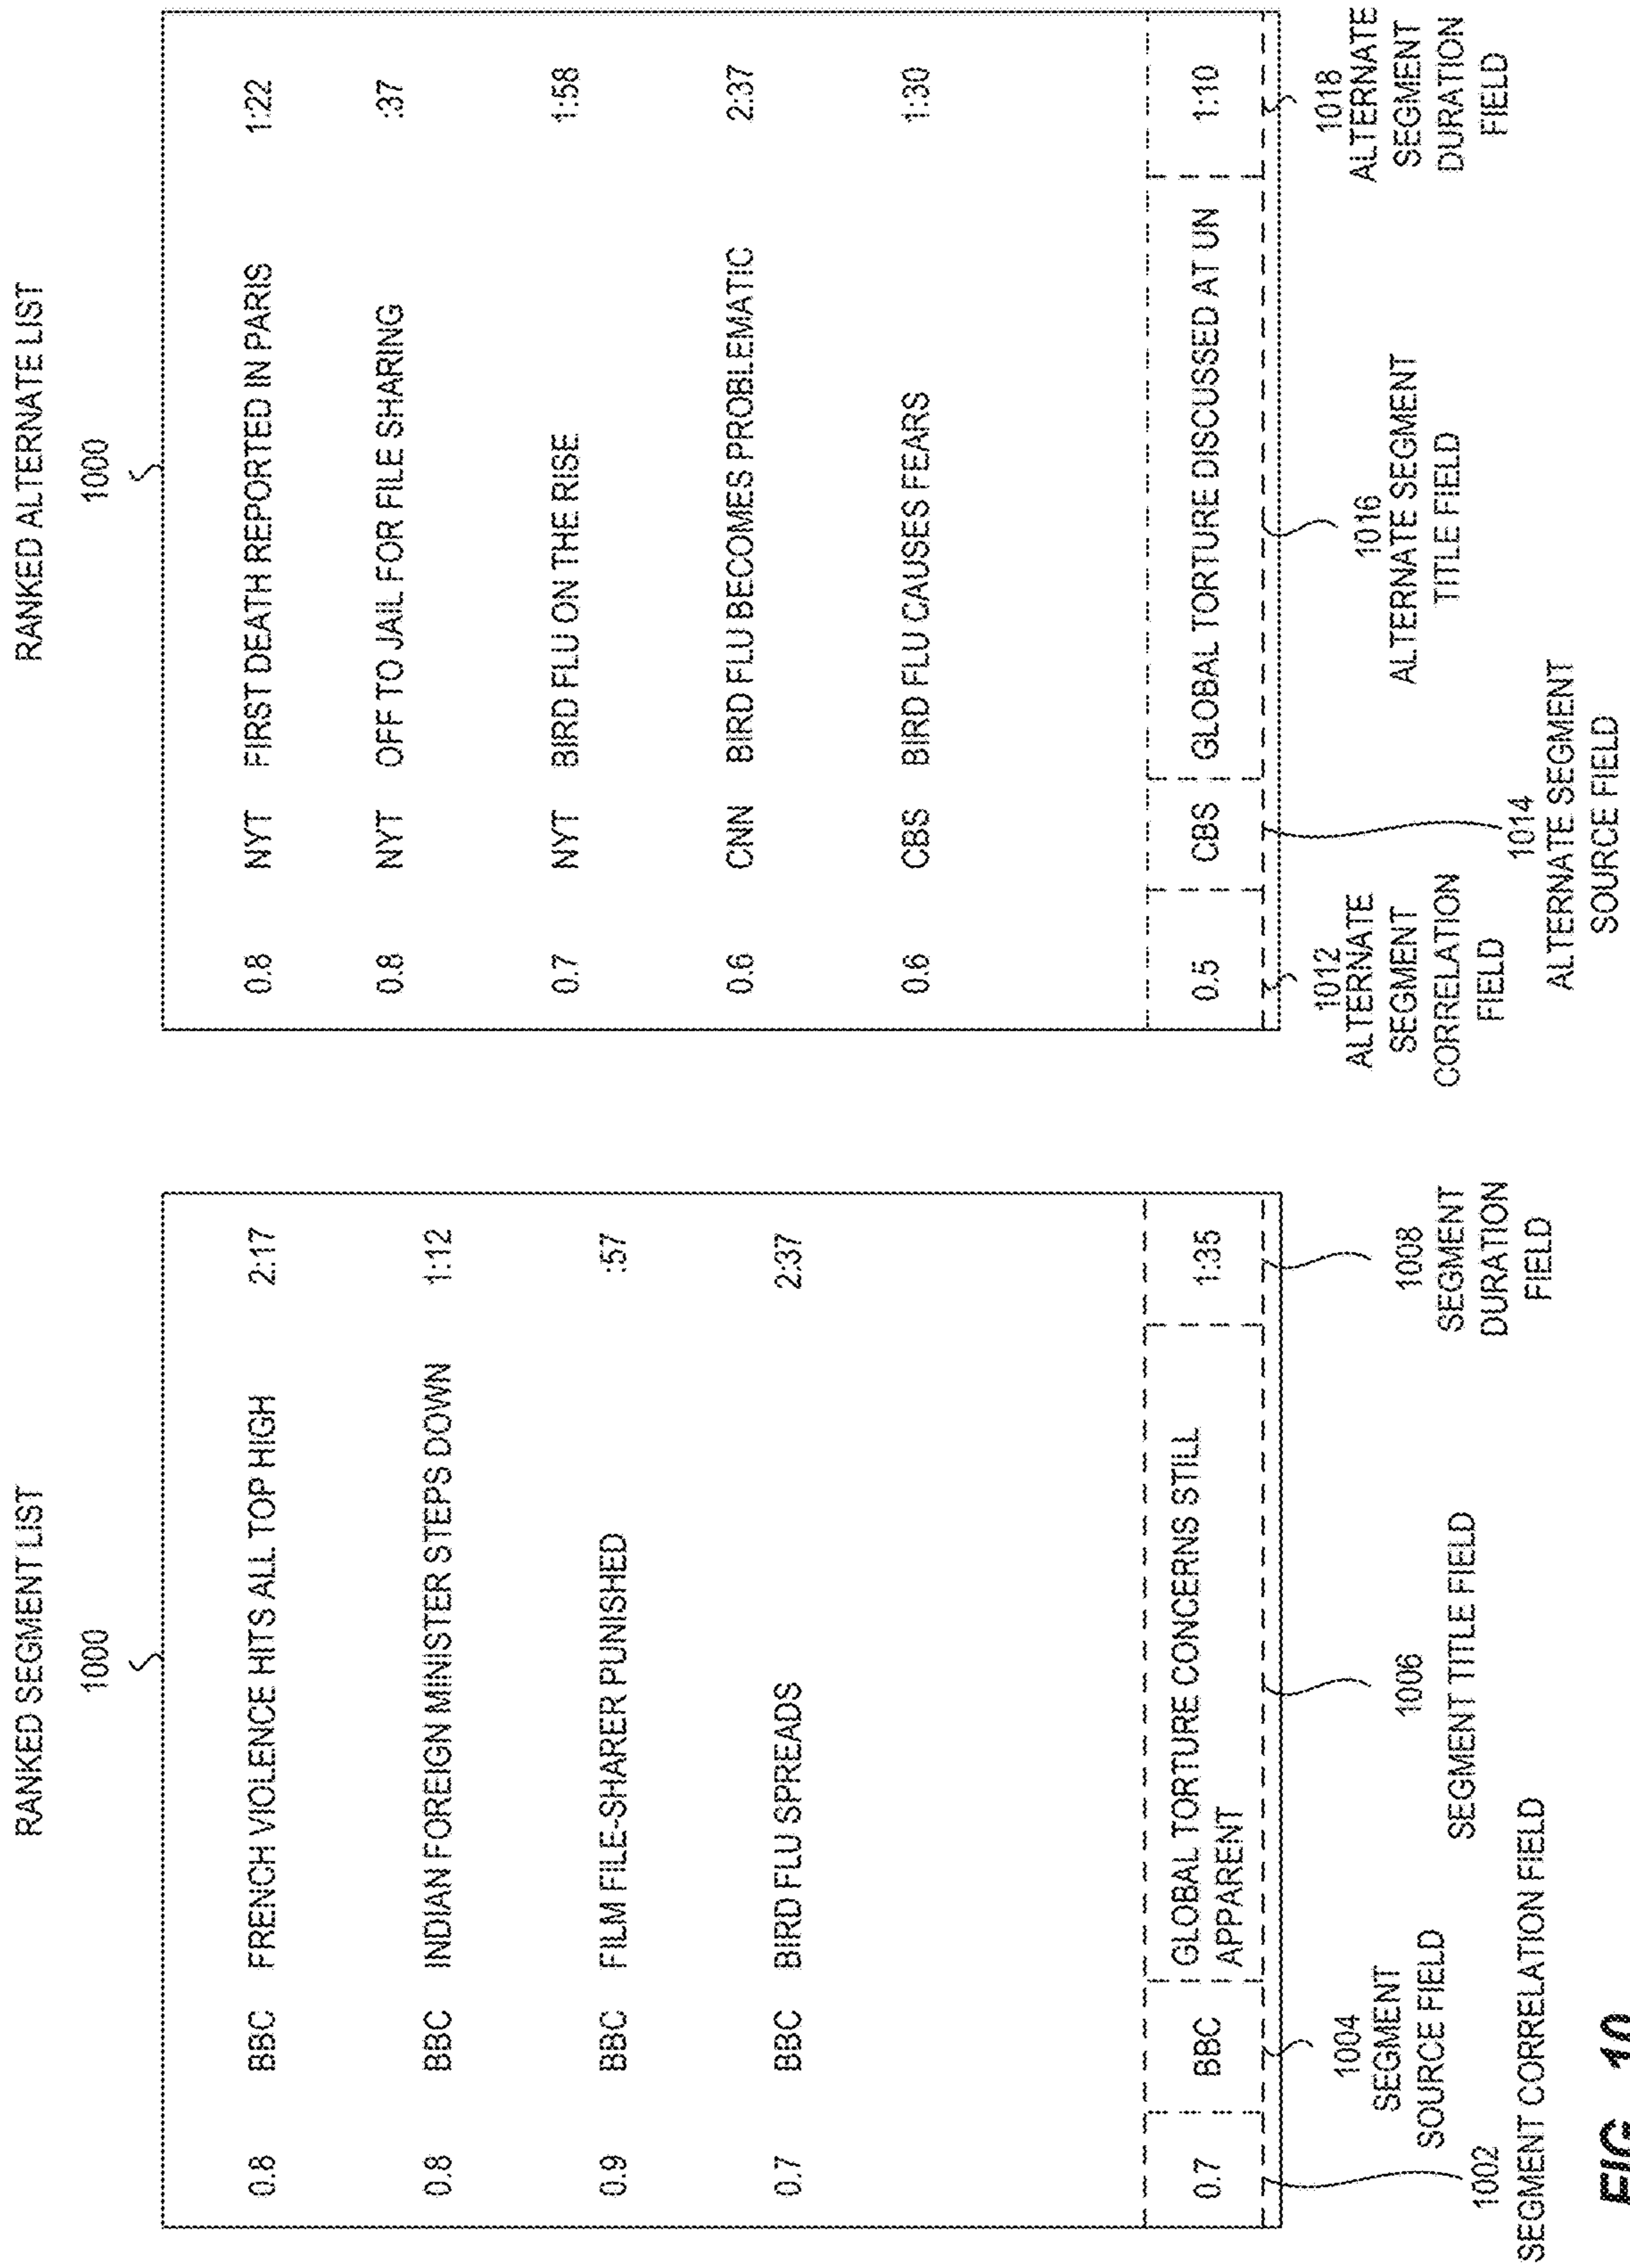 RANKED SEGMENT LIST
1000
0.8 BBC FRENCH VIOLENCE HITS ALL TOP HIGH 2:17
0.8 BBC INDIAN FOREIGN MINISTER STEPS DOWN 1:12
0.9 BBC FILM FILE-SHARER PUNISHED :57
0.7 BBC BIRD FLU SPREADS 2:37
0.7 BBC GLOBAL TORTURE CONCERNS STILL 1:35
APPARENT
1002
SEGMENT CORRELATION FIELD
1004
SEGMENT
SOURCE FIELD
1006
SEGMENT TITLE FIELD
1008
SEGMENT
DURATION
FIELD
RANKED ALTERNATE LIST
1000
0.8 NYT FIRST DEATH REPORTED IN PARIS 1:22
0.8 NYT OFF TO JAIL FOR FILE SHARING :37
0.7 NYT BIRD FLU ON THE RISE 1:58
0.6 CNN BIRD FLU BECOMES PROBLEMATIC 2:37
0.6 CBS BIRD FLU CAUSES FEARS 1:30
0.5 CBS GLOBAL TORTURE DISCUSSED AT UN 1:10
1012
ALTERNATE
SEGMENT
CORRELATION
FIELD
1014
ALTERNATE SEGMENT
SOURCE FIELD
1016
ALTERNATE SEGMENT
TITLE FIELD
1018
ALTERNATE
SEGMENT
DURATION
FIELD
FIG. 10